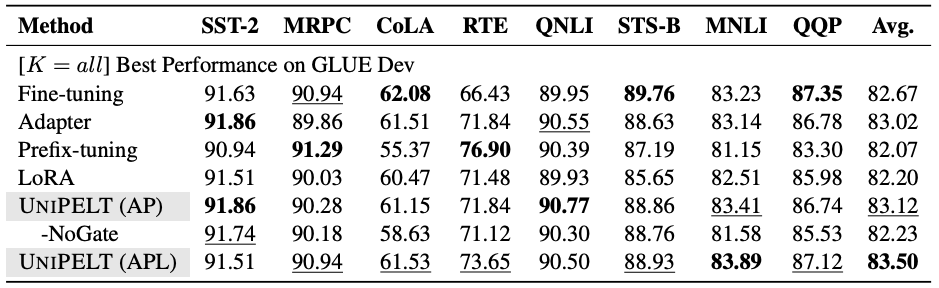 Method SST-2 MRPC CoLA RTE QNLI STS-B MNLI QQP Avg.
[K = all] Best Performance on GLUE Dev
Fine-tuning 91.63 90.94 62.08 66.43 89.95 89.76 83.23 87.35 82.67
Adapter 91.86 89.86 61.51 71.84 90.55 88.63 83.14 86.78 83.02
Prefix-tuning 90.94 91.29 55.37 76.90 90.39 87.19 81.15 83.30 82.07
LoRA 91.51 90.03 60.47 71.48 89.93 85.65 82.51 85.98 82.20
UNIPELT (AP) 91.86 90.28 61.15 71.84 90.77 88.86 83.41 86.74 83.12
-NoGate 91.74 90.18 58.63 71.12 90.30 88.76 81.58 85.53 82.23
UNIPELT (APL) 91.51 90.94 61.53 73.65 90.50 88.93 83.89 87.12 83.50